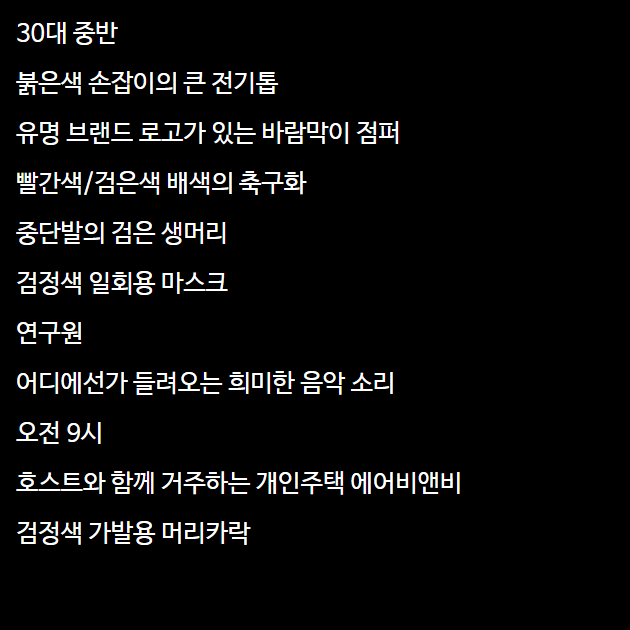 30대 중반
붉은색 손잡이의 큰 전기톱
유명 브랜드 로고가 있는 바람막이 점퍼
빨간색/검은색 배색의 축구화
중단발의 검은 생머리
검정색 일회용 마스크
연구원
어디에선가 들려오는 희미한 음악 소리
오전 9시
호스트와 함께 거주하는 개인주택 에어비앤비
검정색 가발용 머리카락